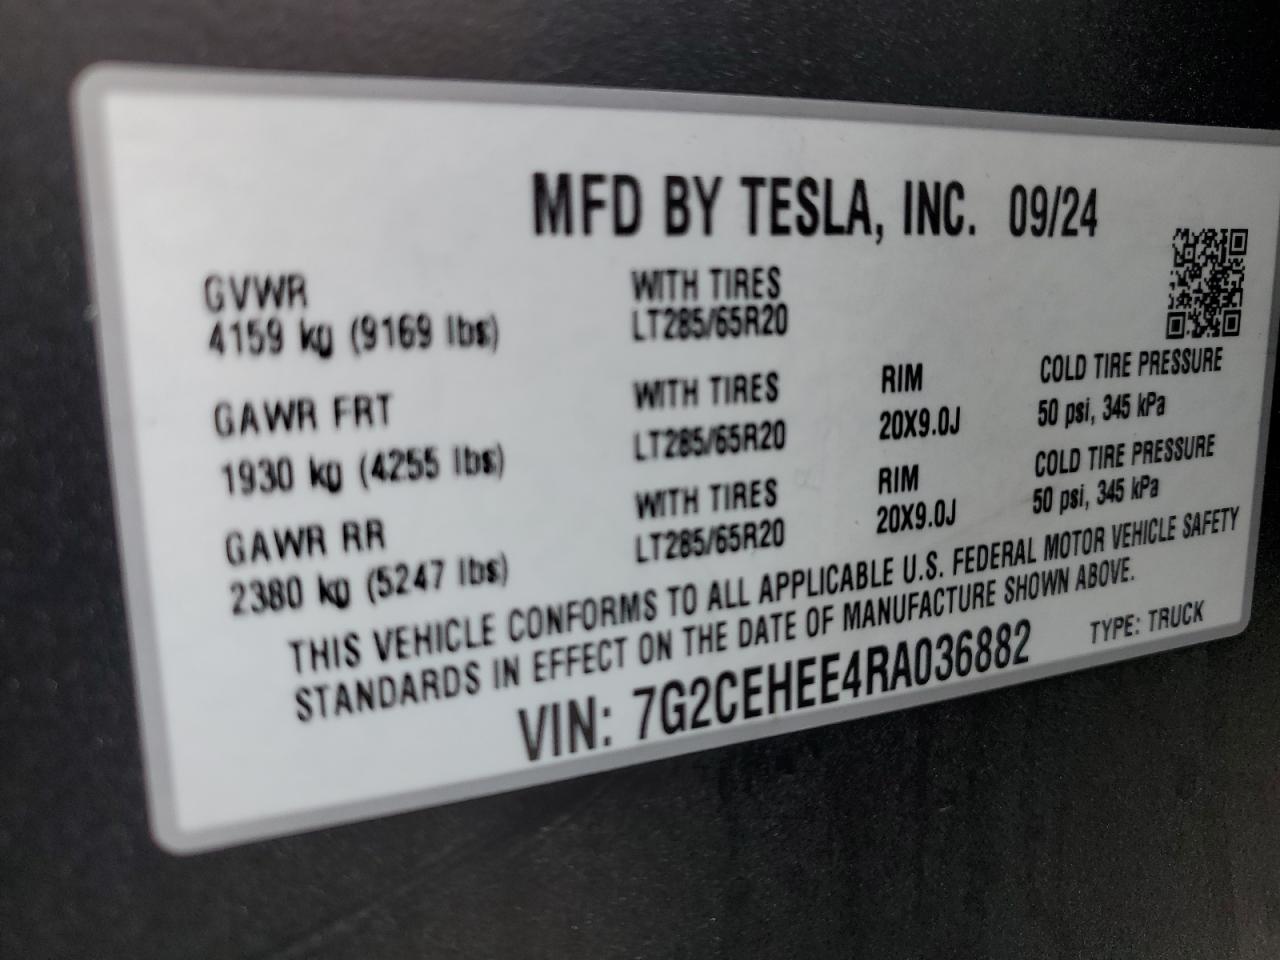 MFD BY TESLA, INC. 09/24
GVWR
4159 kg (9169 lbs)
WITH TIRES
LT285/65R20
GAWR FRT
1930 kg (4255 lbs)
WITH TIRES
LT285/65R20
RIM
20X9.0J
COLD TIRE PRESSURE
50 psi, 345 kPa
GAWR RR
2380 kg (5247 lbs)
WITH TIRES
LT285/65R20
RIM
20X9.0J
COLD TIRE PRESSURE
50 psi, 345 kPa
THIS VEHICLE CONFORMS TO ALL APPLICABLE U.S. FEDERAL MOTOR VEHICLE SAFETY
STANDARDS IN EFFECT ON THE DATE OF MANUFACTURE SHOWN ABOVE.
VIN: 7G2CEHEE4RA036882
TYPE: TRUCK